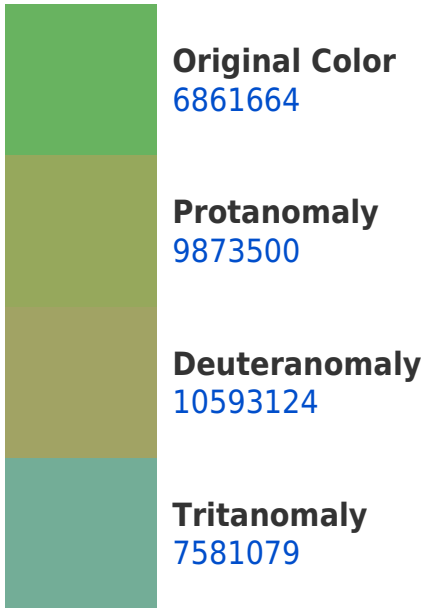 Original Color
6861664
Protanomaly
9873500
Deuteranomaly
10593124
Tritanomaly
7581079